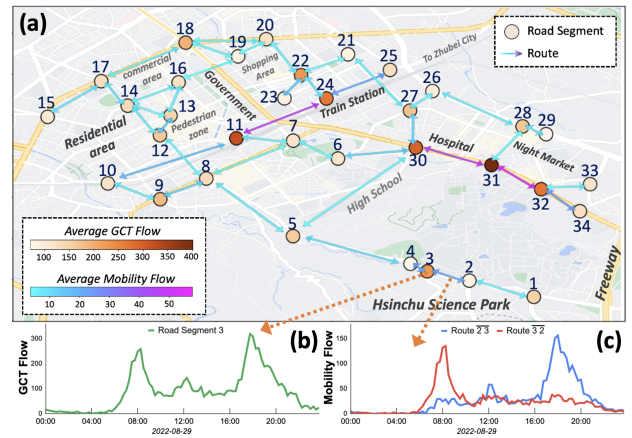 (a)
Road Segment
Route
To Zhubei City
18
20
19
21
17
commercial
area
Shopping
Area
22
25
16
24
26
23
Government
Train Station
15
14
13
Pedestrian
zone
27
28
29
Residential
area
12
11
7
6
30
Hospital
Night Market
31
10
8
9
High School
33
32
34
5
4
3
2
1
Hsinchu Science Park
Freeway
Average GCT Flow
100 150 200 250 300 350 400
Average Mobility Flow
10 20 30 40 50
(b)
Road Segment 3
GCT Flow
300
200
100
0
00:00 04:00 08:00 12:00 16:00 20:00
2022-08-29
(c)
Route 2 3 Route 3 2
Mobility Flow
150
100
50
0
00:00 04:00 08:00 12:00 16:00 20:00
2022-08-29